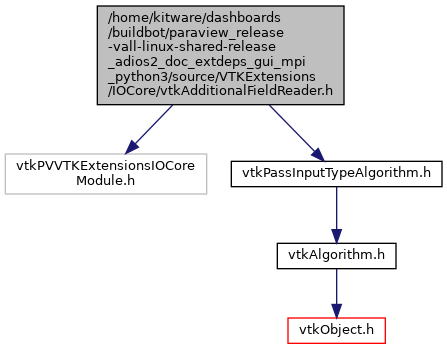 /home/kitware/dashboards
/buildbot/paraview_release
-vall-linux-shared-release
_adios2_doc_extdeps_gui_mpi
_python3/source/VTKExtensions
/IOCore/vtkAdditionalFieldReader.h
vtkPVVTKExtensionsIOCore
Module.h
vtkPassInputTypeAlgorithm.h
vtkAlgorithm.h
vtkObject.h